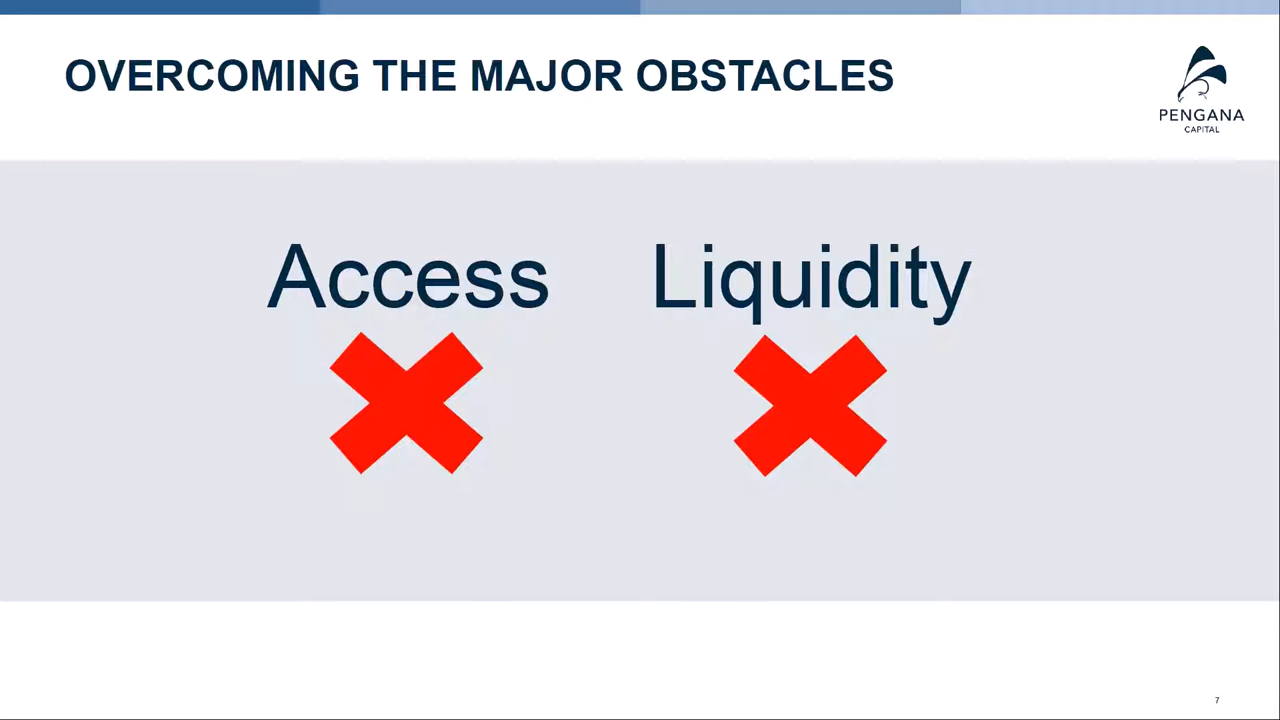 OVERCOMING THE MAJOR OBSTACLES
PENGANA
CAPITAL
Access Liquidity
7